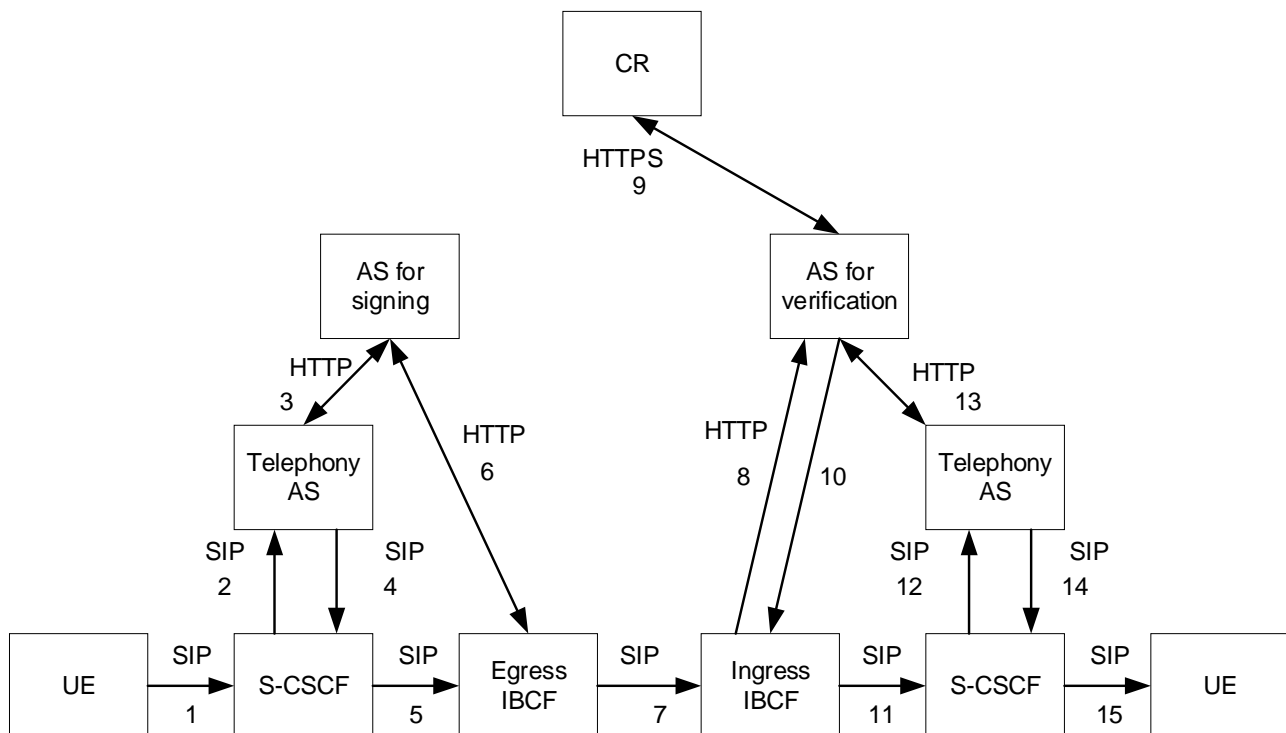 CR
HTTPS
9
AS for
signing
AS for
verification
HTTP
3
HTTP
13
HTTP
6
HTTP
8
10
Telephony
AS
Telephony
AS
SIP
2
SIP
4
SIP
12
SIP
14
UE
SIP
1
S-CSCF
SIP
5
Egress
IBCF
SIP
7
Ingress
IBCF
SIP
11
S-CSCF
SIP
15
UE